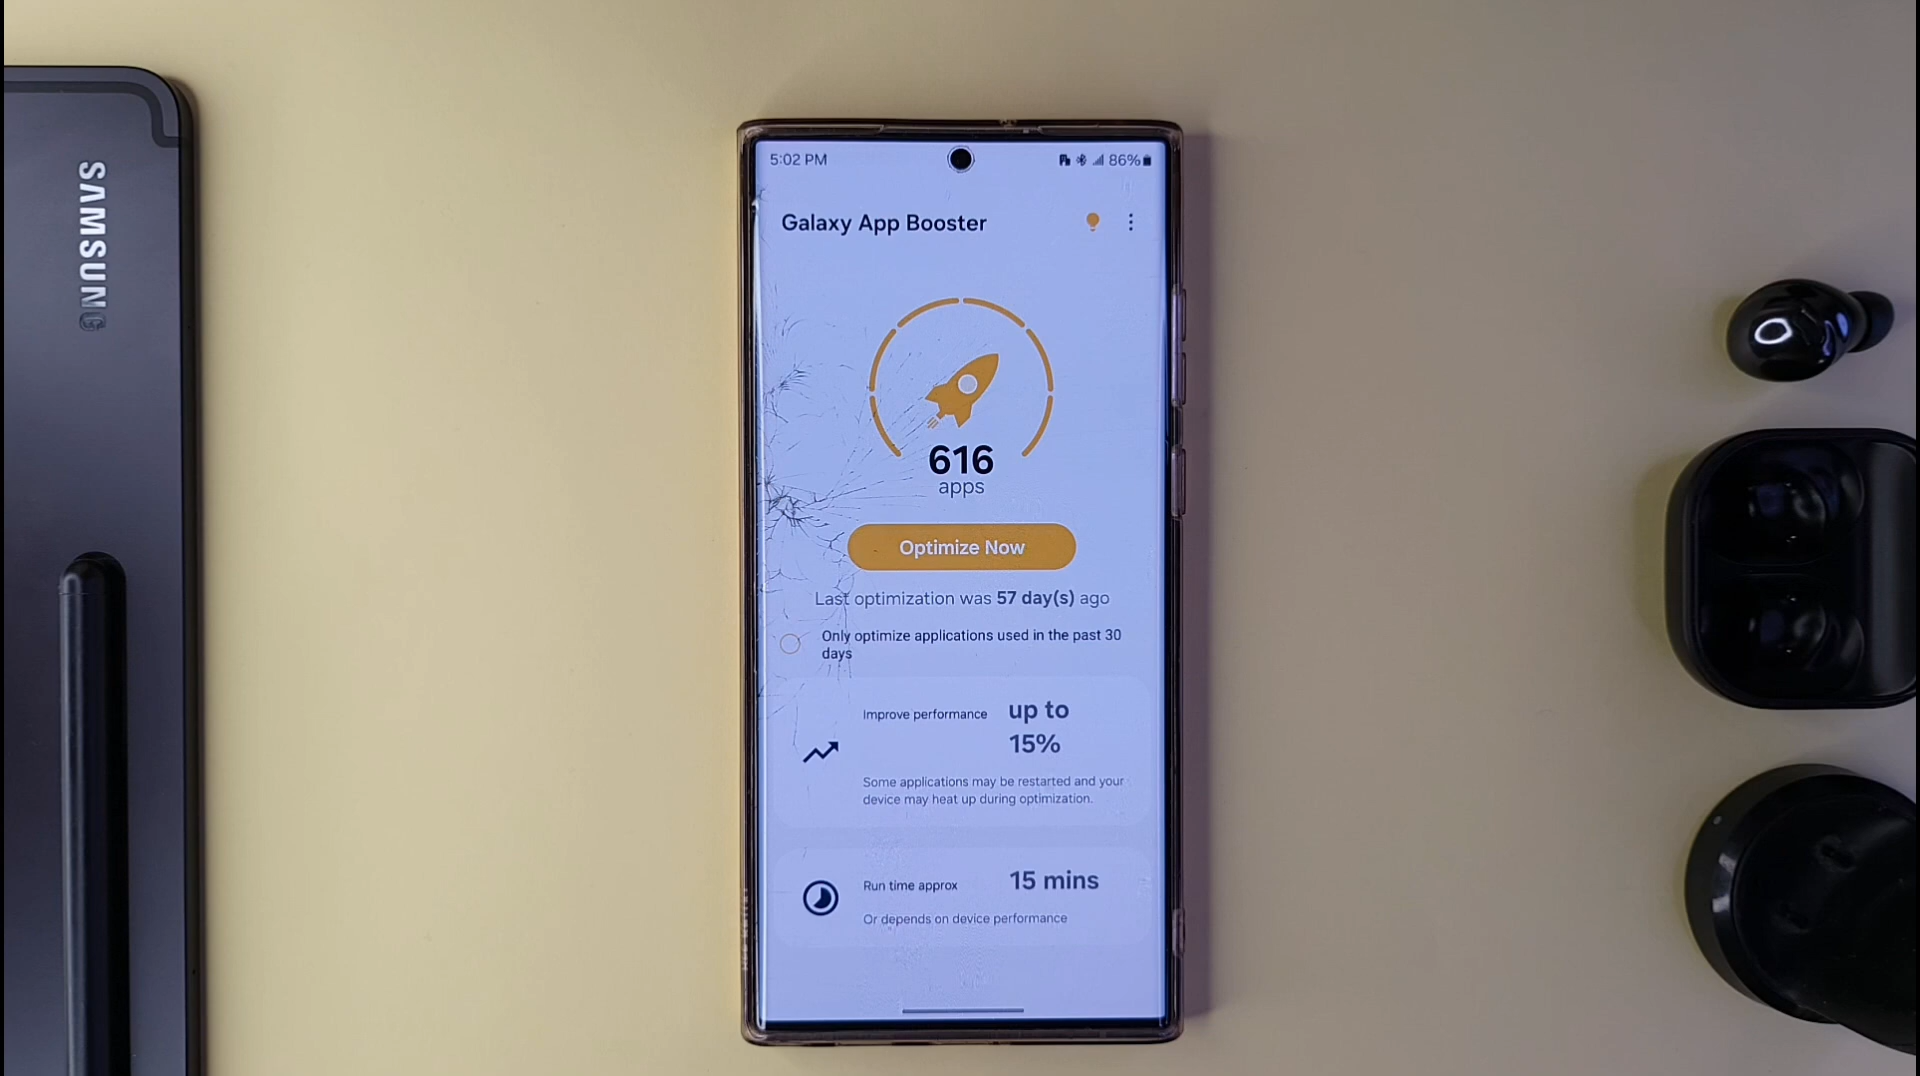 SAMSUNG
5:02 PM
86%
Galaxy App Booster
616
apps
Optimize Now
Last optimization was 57 day(s) ago
Only optimize applications used in the past 30
days
Improve performance
up to
15%
Some applications may be restarted and your
device may heat up during optimization.
Run time approx
15 mins
Or depends on device performance